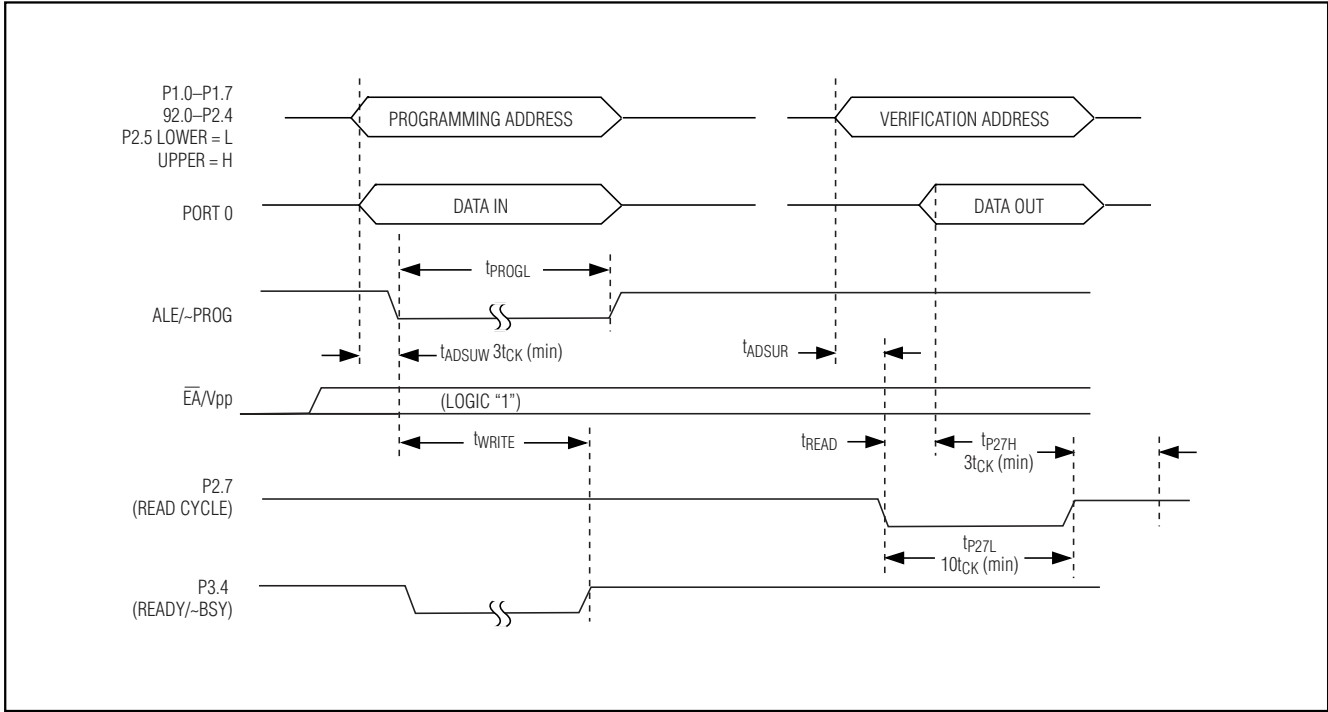 P1.0–P1.7
92.0–P2.4
P2.5 LOWER = L
UPPER = H
PROGRAMMING ADDRESS
VERIFICATION ADDRESS
PORT 0
DATA IN
DATA OUT
tPROGL
ALE/~PROG
tADSUW 3tCK (min)
tADSUR
E̅A̅/Vpp
(LOGIC “1”)
tWRITE
tREAD
tP27H
3tCK (min)
P2.7
(READ CYCLE)
tP27L
10tCK (min)
P3.4
(READY/~BSY)